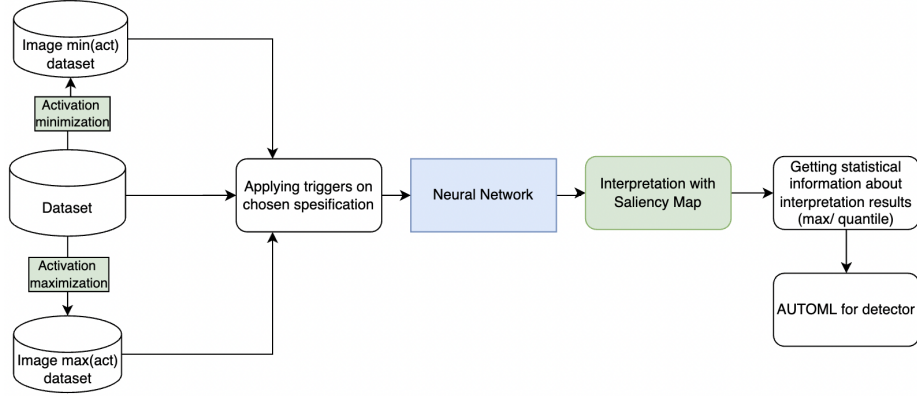 Image min(act)
dataset
Activation
minimization
Dataset
Activation
maximization
Image max(act)
dataset
Applying triggers on
chosen spesification
Neural Network
Interpretation with
Saliency Map
Getting statistical
information about
interpretation results
(max/ quantile)
AUTOML for detector